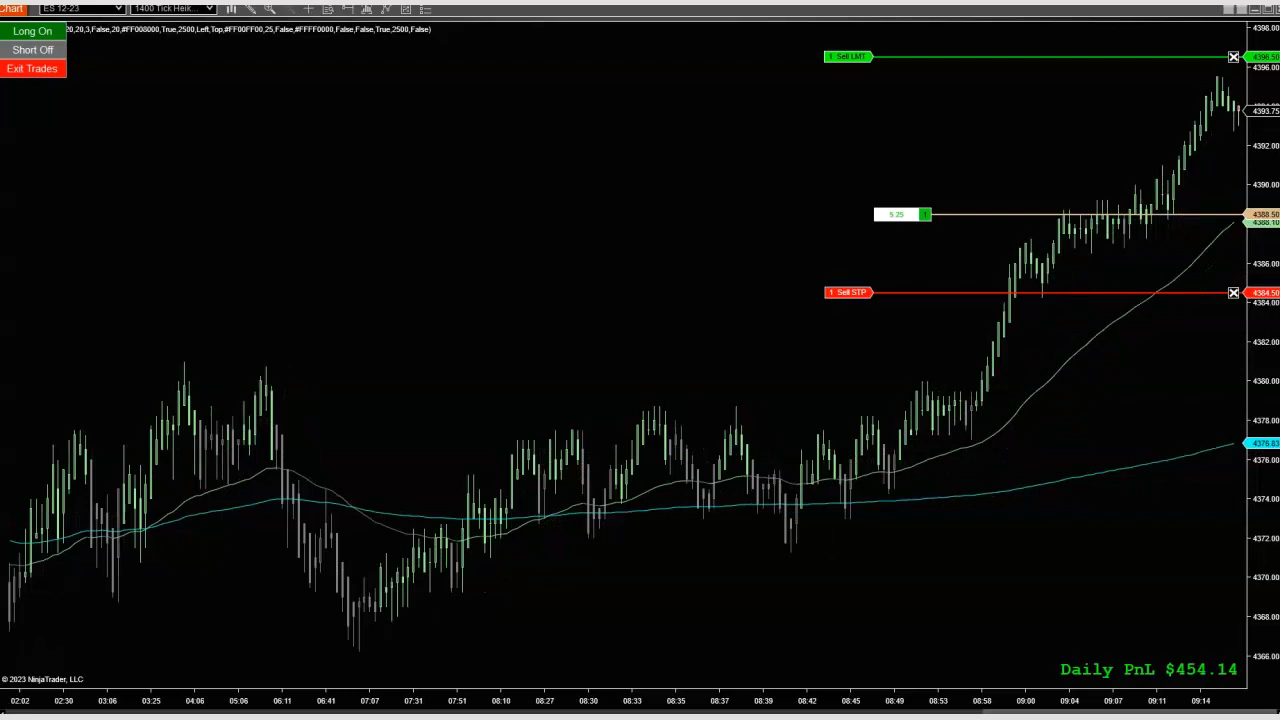 Chart ES 12-23 1400 Tick Heik...
Long On 20,20,3,False,20,#FF008000,True,2500,Left,Top,#FF00FF00,25,False,#FFFF0000,False,False,True,2500,False)
Short Off
Exit Trades
4398.00
1 Sell LMT 4396.50
4396.00
4393.75
4392.00
4390.00
5.25 1 4388.50
4388.10
4386.00
1 Sell STP 4384.50
4384.00
4382.00
4380.00
4378.00
4376.83
4376.00
4374.00
4372.00
4370.00
4368.00
4366.00
Daily PnL $454.14
© 2023 NinjaTrader, LLC
02:02 02:30 03:06 03:25 04:06 05:06 06:11 07:07 07:51 08:10 08:27 08:30 08:33 08:35 08:37 08:39 08:42 08:45 08:49 08:53 08:58 09:00 09:04 09:07 09:11 09:14